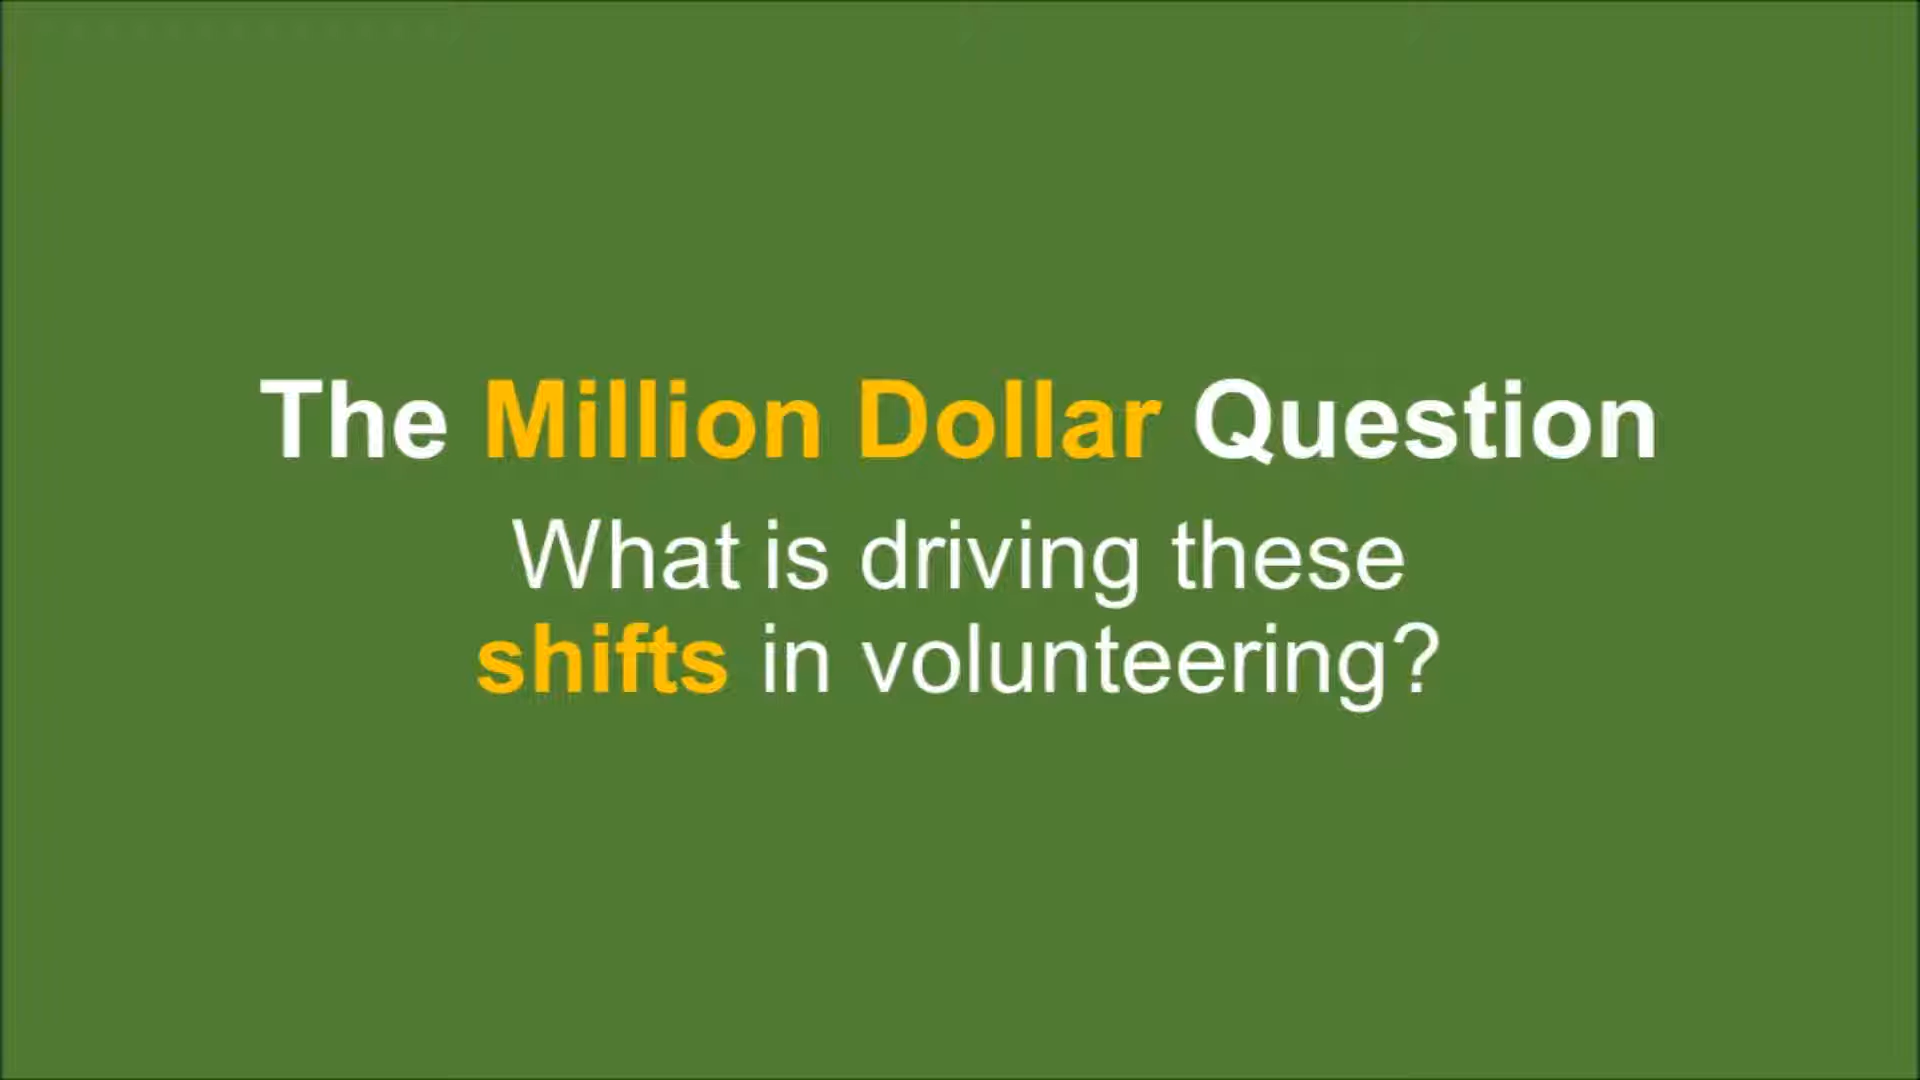 The Million Dollar Question
What is driving these
shifts in volunteering?